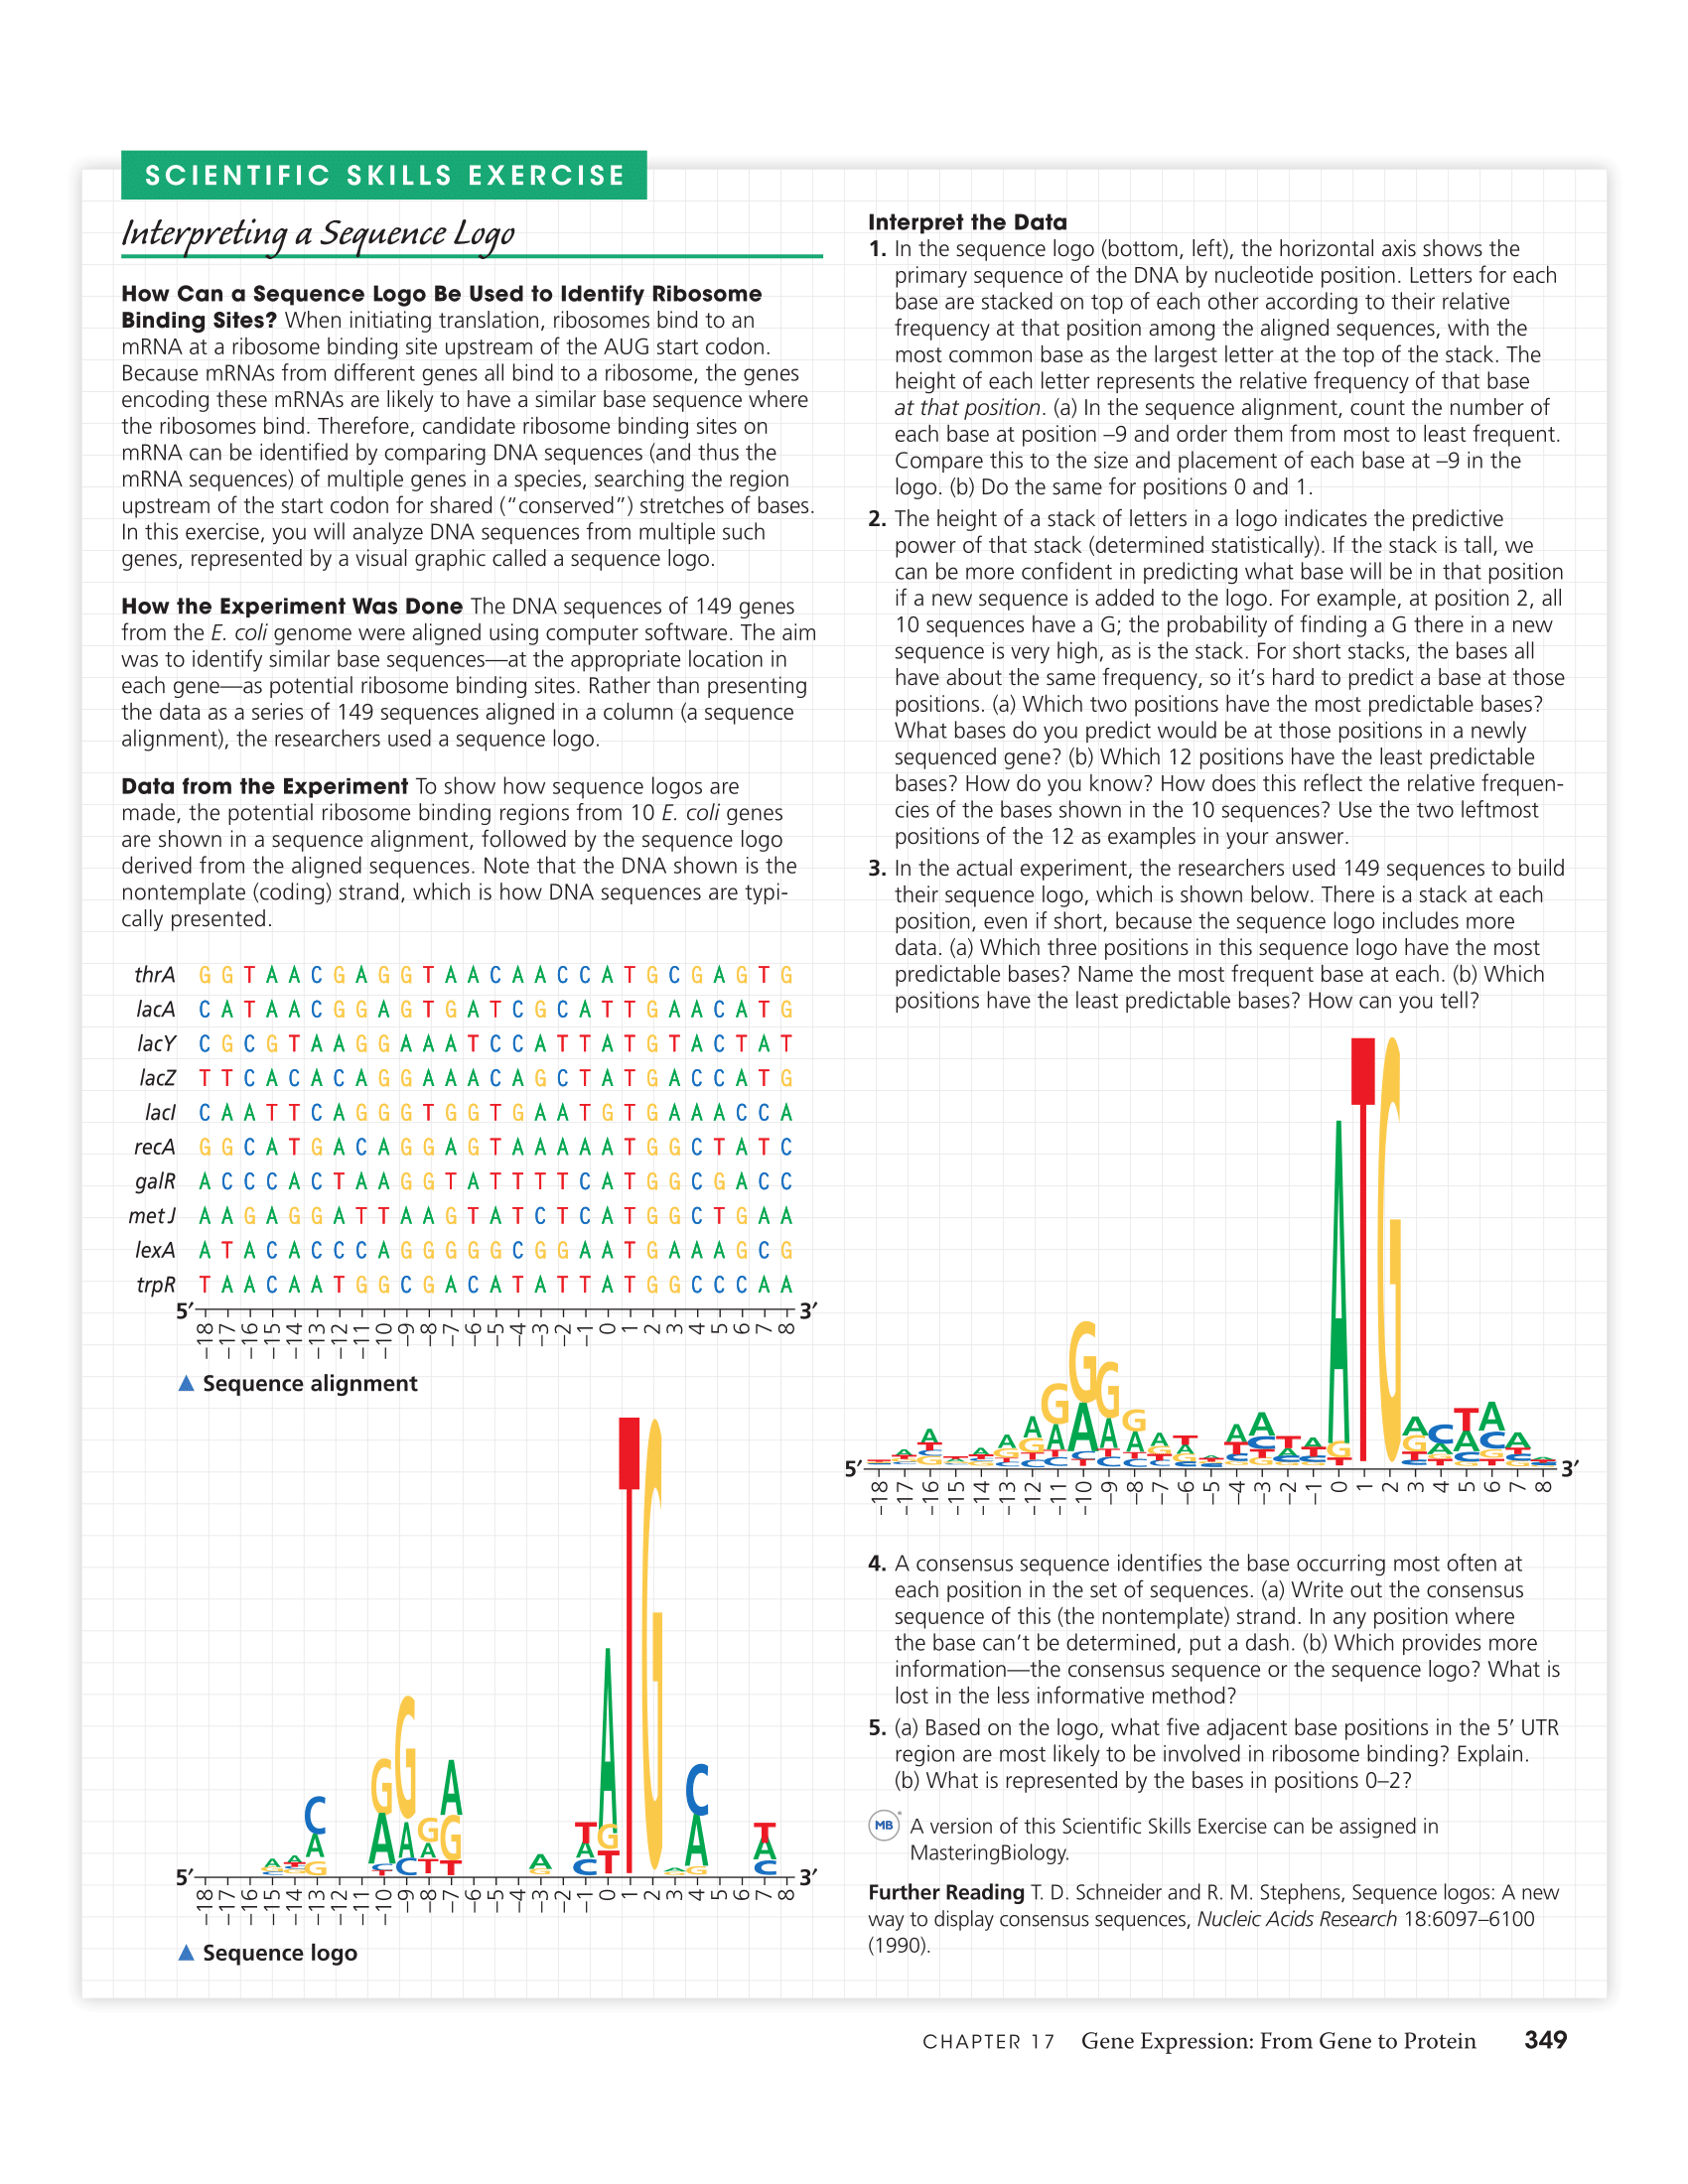 SCIENTIFIC SKILLS EXERCISE
Interpreting a Sequence Logo
How Can a Sequence Logo Be Used to Identify Ribosome
Binding Sites? When initiating translation, ribosomes bind to an
mRNA at a ribosome binding site upstream of the AUG start codon.
Because mRNAs from different genes all bind to a ribosome, the genes
encoding these mRNAs are likely to have a similar base sequence where
the ribosomes bind. Therefore, candidate ribosome binding sites on
mRNA can be identified by comparing DNA sequences (and thus the
mRNA sequences) of multiple genes in a species, searching the region
upstream of the start codon for shared (“conserved”) stretches of bases.
In this exercise, you will analyze DNA sequences from multiple such
genes, represented by a visual graphic called a sequence logo.
How the Experiment Was Done The DNA sequences of 149 genes
from the E. coli genome were aligned using computer software. The aim
was to identify similar base sequences—at the appropriate location in
each gene—as potential ribosome binding sites. Rather than presenting
the data as a series of 149 sequences aligned in a column (a sequence
alignment), the researchers used a sequence logo.
Data from the Experiment To show how sequence logos are
made, the potential ribosome binding regions from 10 E. coli genes
are shown in a sequence alignment, followed by the sequence logo
derived from the aligned sequences. Note that the DNA shown is the
nontemplate (coding) strand, which is how DNA sequences are typi-
cally presented.
thrA G G T A A C G A G G T A A C A A C C A T G C G A G T G
lacA C A T A A C G G A G T G A T C G C A T T G A A C A T G
lacY C G C G T A A G G A A A T C C A T T A T G T A C T A T
lacZ T T C A C A C A G G A A A C A G C T A T G A C C A T G
lacI C A A T T C A G G G T G G T G A A T G T G A A A C C A
recA G G C A T G A C A G G A G T A A A A A T G G C T A T C
galR A C C C A C T A A G G T A T T T T C A T G G C G A C C
metJ A A G A G G A T T A A G T A T C T C A T G G C T G A A
lexA A T A C A C C C A G G G G G C G G A A T G A A A G C G
trpR T A A C A A T G G C G A C A T A T T A T G G C C C A A
5′ 3′
–18 –17 –16 –15 –14 –13 –12 –11 –10 –9 –8 –7 –6 –5 –4 –3 –2 –1 0 1 2 3 4 5 6 7 8
▲ Sequence alignment
5′ 3′
–18 –17 –16 –15 –14 –13 –12 –11 –10 –9 –8 –7 –6 –5 –4 –3 –2 –1 0 1 2 3 4 5 6 7 8
▲ Sequence logo
Interpret the Data
1. In the sequence logo (bottom, left), the horizontal axis shows the
primary sequence of the DNA by nucleotide position. Letters for each
base are stacked on top of each other according to their relative
frequency at that position among the aligned sequences, with the
most common base as the largest letter at the top of the stack. The
height of each letter represents the relative frequency of that base
at that position. (a) In the sequence alignment, count the number of
each base at position –9 and order them from most to least frequent.
Compare this to the size and placement of each base at –9 in the
logo. (b) Do the same for positions 0 and 1.
2. The height of a stack of letters in a logo indicates the predictive
power of that stack (determined statistically). If the stack is tall, we
can be more confident in predicting what base will be in that position
if a new sequence is added to the logo. For example, at position 2, all
10 sequences have a G; the probability of finding a G there in a new
sequence is very high, as is the stack. For short stacks, the bases all
have about the same frequency, so it’s hard to predict a base at those
positions. (a) Which two positions have the most predictable bases?
What bases do you predict would be at those positions in a newly
sequenced gene? (b) Which 12 positions have the least predictable
bases? How do you know? How does this reflect the relative frequen-
cies of the bases shown in the 10 sequences? Use the two leftmost
positions of the 12 as examples in your answer.
3. In the actual experiment, the researchers used 149 sequences to build
their sequence logo, which is shown below. There is a stack at each
position, even if short, because the sequence logo includes more
data. (a) Which three positions in this sequence logo have the most
predictable bases? Name the most frequent base at each. (b) Which
positions have the least predictable bases? How can you tell?
5′ 3′
–18 –17 –16 –15 –14 –13 –12 –11 –10 –9 –8 –7 –6 –5 –4 –3 –2 –1 0 1 2 3 4 5 6 7 8
4. A consensus sequence identifies the base occurring most often at
each position in the set of sequences. (a) Write out the consensus
sequence of this (the nontemplate) strand. In any position where
the base can’t be determined, put a dash. (b) Which provides more
information—the consensus sequence or the sequence logo? What is
lost in the less informative method?
5. (a) Based on the logo, what five adjacent base positions in the 5′ UTR
region are most likely to be involved in ribosome binding? Explain.
(b) What is represented by the bases in positions 0–2?
MB A version of this Scientific Skills Exercise can be assigned in
MasteringBiology.
Further Reading T. D. Schneider and R. M. Stephens, Sequence logos: A new
way to display consensus sequences, Nucleic Acids Research 18:6097–6100
(1990).
CHAPTER 17 Gene Expression: From Gene to Protein 349